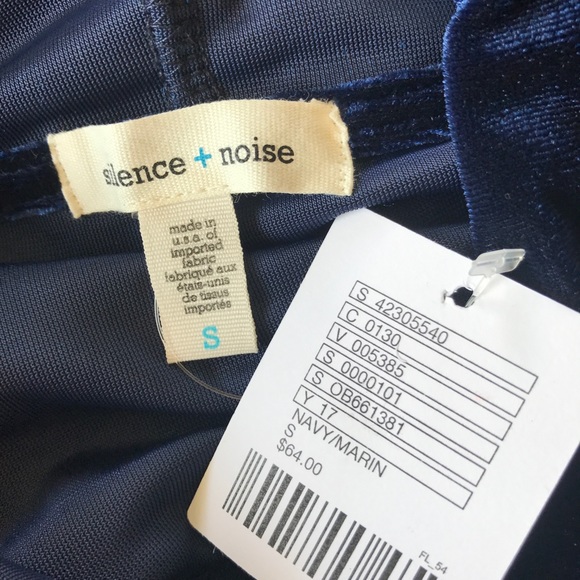 silence + noise
made in
u.s.a. of
imported
fabric
fabriqué aux
états-unis
de tissus
importés
S
S 42305540
C 0130
V 005385
S 0000101
S OB661381
Y 17
NAVY/MARIN
S
$64.00
FL_54